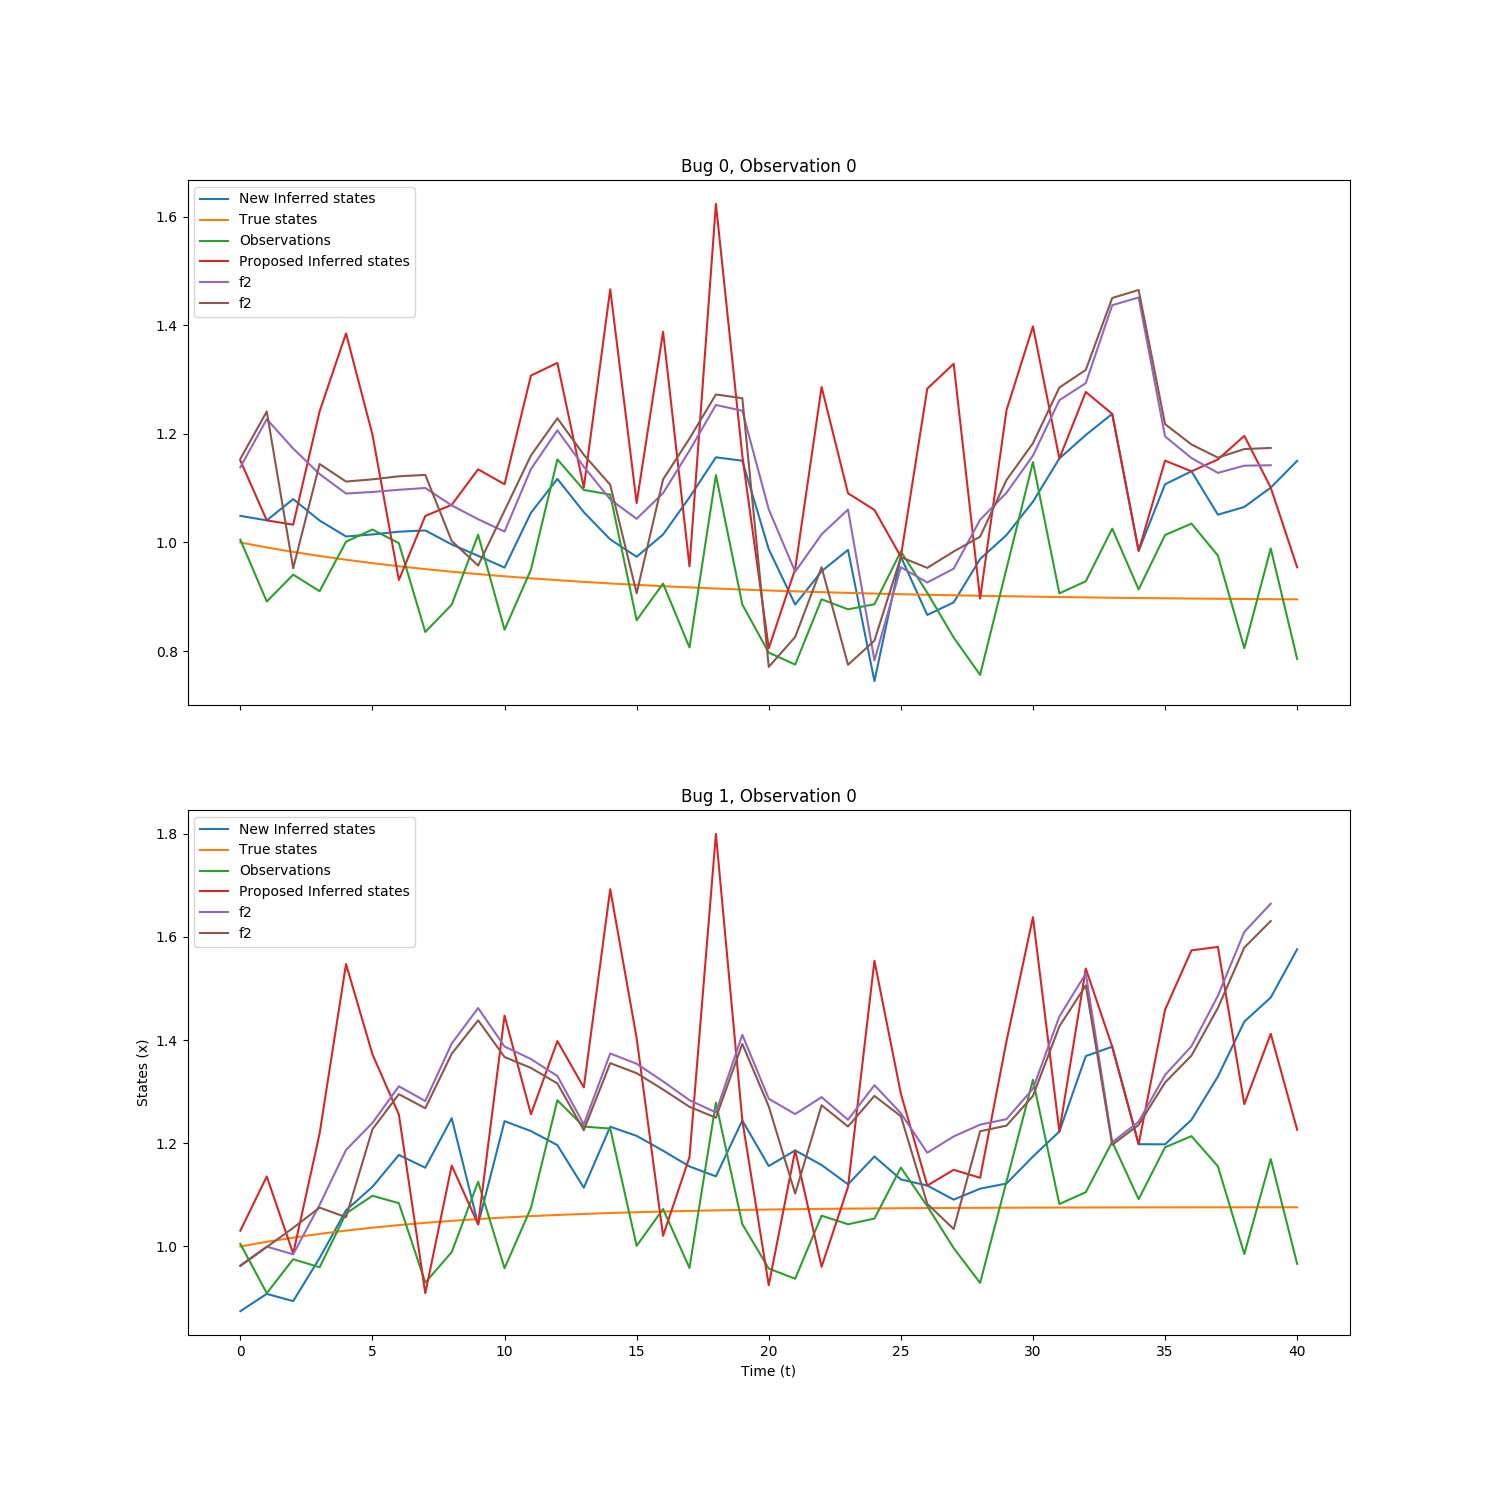 Bug 0, Observation 0
New Inferred states
True states
Observations
Proposed Inferred states
f2
f2
1.6
1.4
1.2
1.0
0.8
Bug 1, Observation 0
New Inferred states
True states
Observations
Proposed Inferred states
f2
f2
1.8
1.6
1.4
1.2
1.0
States (x)
0 5 10 15 20 25 30 35 40
Time (t)